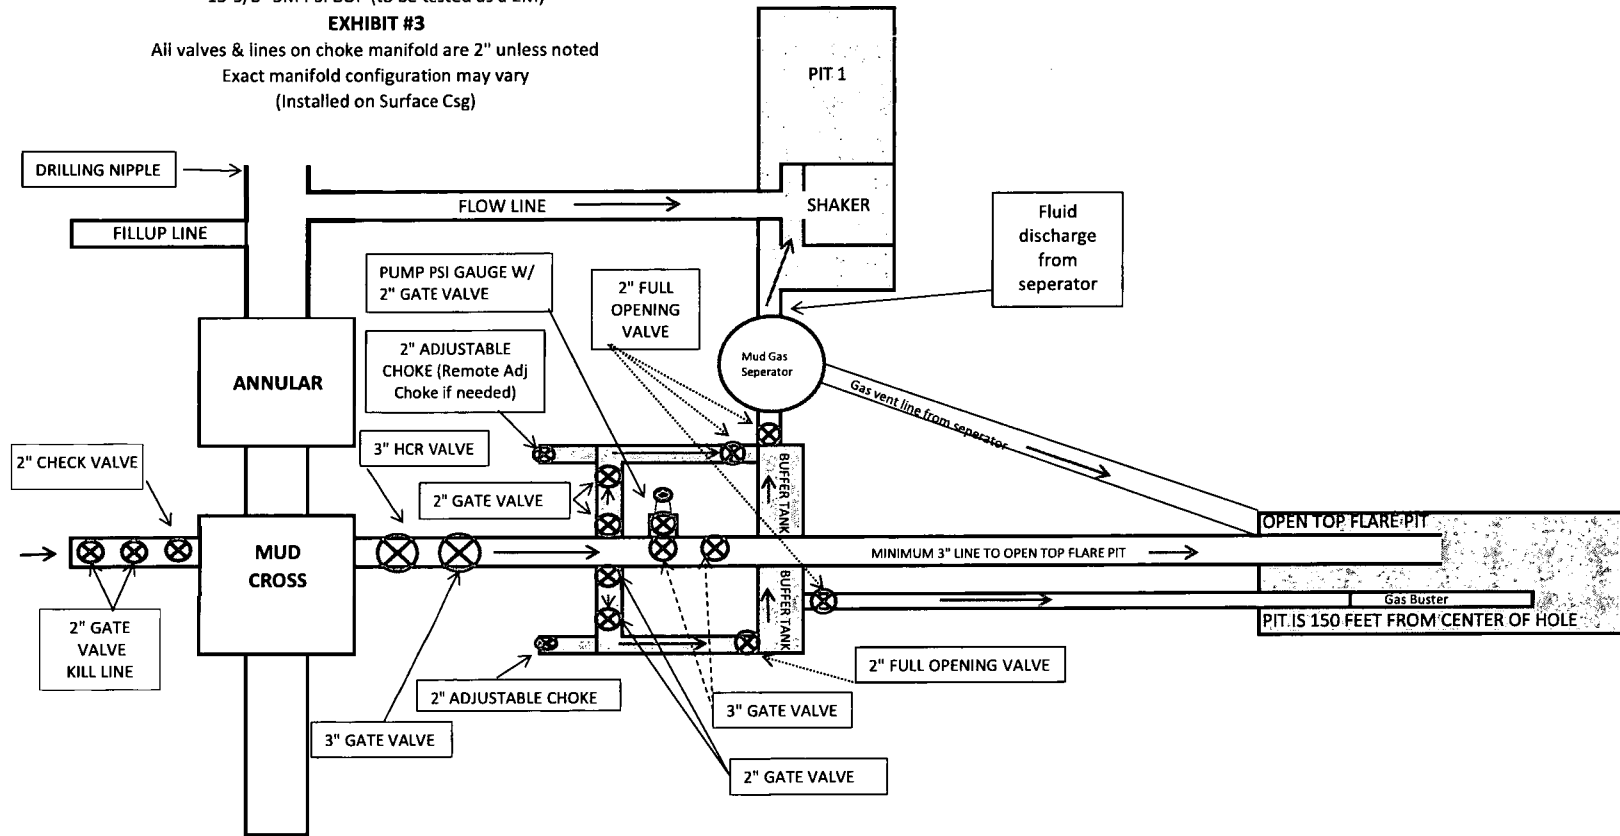 EXHIBIT #3
All valves & lines on choke manifold are 2" unless noted
Exact manifold configuration may vary
(Installed on Surface Csg)
PIT 1
DRILLING NIPPLE
FLOW LINE
SHAKER
FILLUP LINE
Fluid
discharge
from
seperator
PUMP PSI GAUGE W/
2" GATE VALVE
2" FULL
OPENING
VALVE
2" ADJUSTABLE
CHOKE (Remote Adj
Choke if needed)
Mud Gas
Seperator
ANNULAR
Gas vent line from seperator
3" HCR VALVE
2" CHECK VALVE
2" GATE VALVE
BUFFER TANK
OPEN TOP FLARE PIT
MUD
CROSS
MINIMUM 3" LINE TO OPEN TOP FLARE PIT
BUFFER TANK
Gas Buster
PIT IS 150 FEET FROM CENTER OF HOLE
2" GATE
VALVE
KILL LINE
2" FULL OPENING VALVE
2" ADJUSTABLE CHOKE
3" GATE VALVE
3" GATE VALVE
2" GATE VALVE